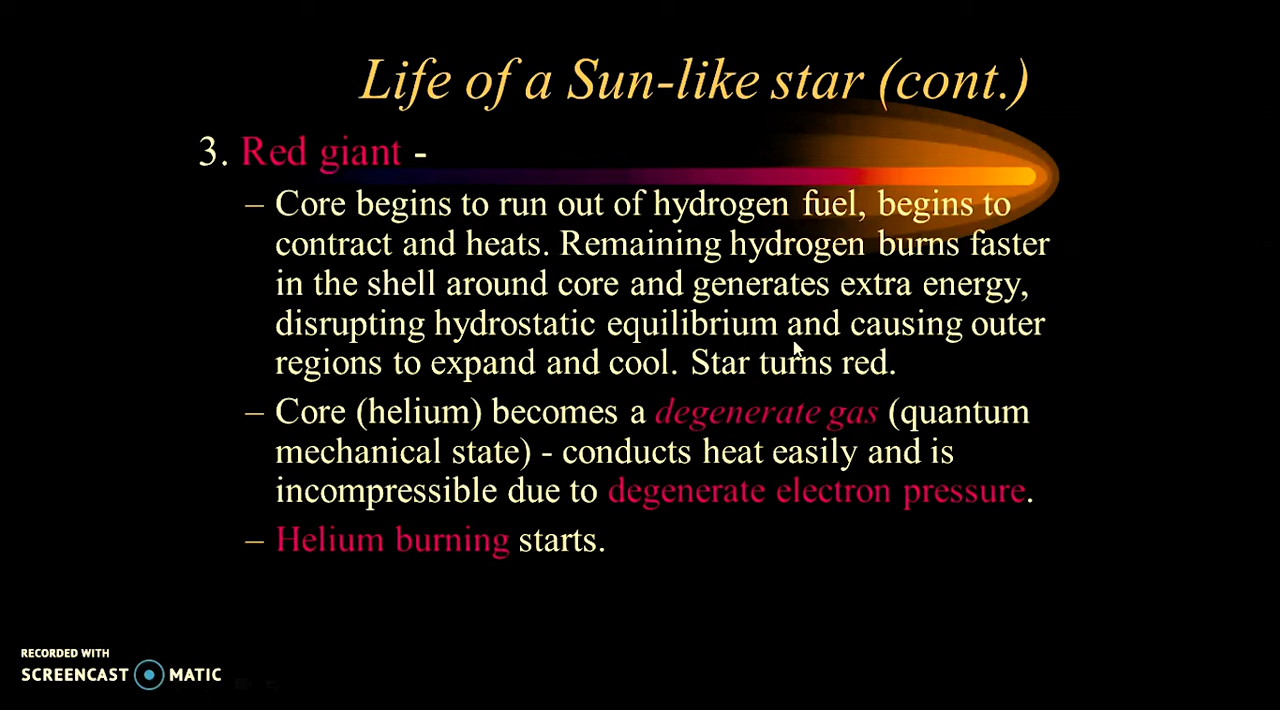 Life of a Sun-like star (cont.)
3. Red giant -
– Core begins to run out of hydrogen fuel, begins to
contract and heats. Remaining hydrogen burns faster
in the shell around core and generates extra energy,
disrupting hydrostatic equilibrium and causing outer
regions to expand and cool. Star turns red.
– Core (helium) becomes a degenerate gas (quantum
mechanical state) - conducts heat easily and is
incompressible due to degenerate electron pressure.
– Helium burning starts.
RECORDED WITH
SCREENCAST MATIC